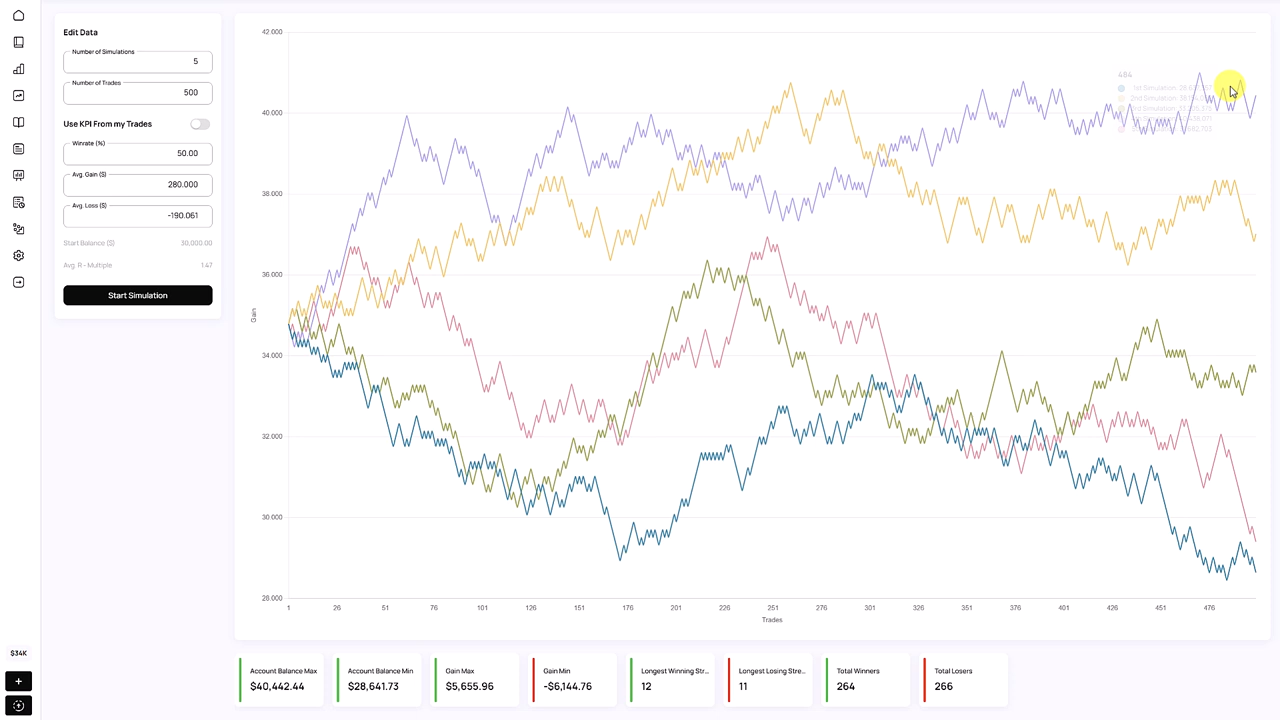 Edit Data
Number of Simulations
5
Number of Trades
500
Use KPI From my Trades
Winrate (%)
50.00
Avg. Gain ($)
280.000
Avg. Loss ($)
-190.061
Start Balance ($) 30,000.00
Avg. R - Multiple 1.47
Start Simulation
$34K
42 000
40 000
38 000
36 000
34 000
32 000
30 000
28 000
Gain
1 26 51 76 101 126 151 176 201 226 251 276 301 326 351 376 401 426 451 476
Trades
484
1st Simulation:
2nd Simulation:
Account Balance Max
$40,442.44
Account Balance Min
$28,641.73
Gain Max
$5,655.96
Gain Min
-$6,144.76
Longest Winning Stre...
12
Longest Losing Stre...
11
Total Winners
264
Total Losers
266